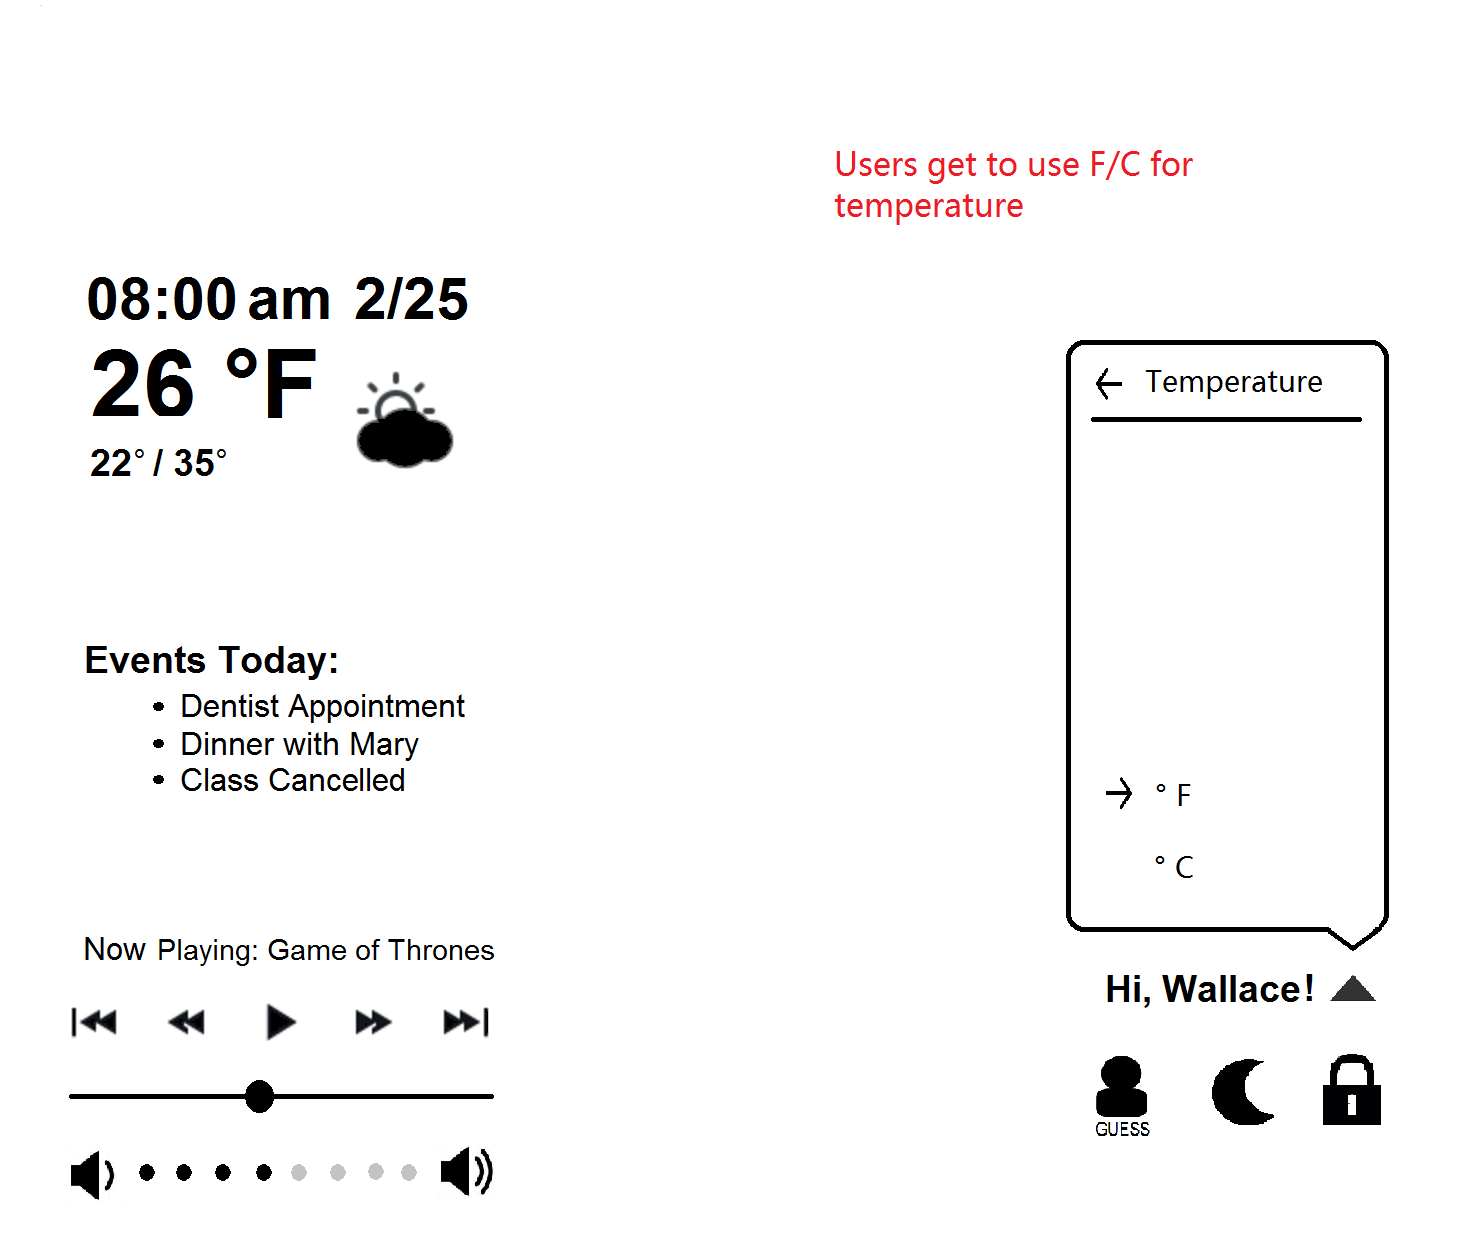 Users get to use F/C for
temperature
08:00 am 2/25
26 °F
22° / 35°
Temperature
Events Today:
• Dentist Appointment
• Dinner with Mary
• Class Cancelled
° F
° C
Now Playing: Game of Thrones
Hi, Wallace!
GUESS